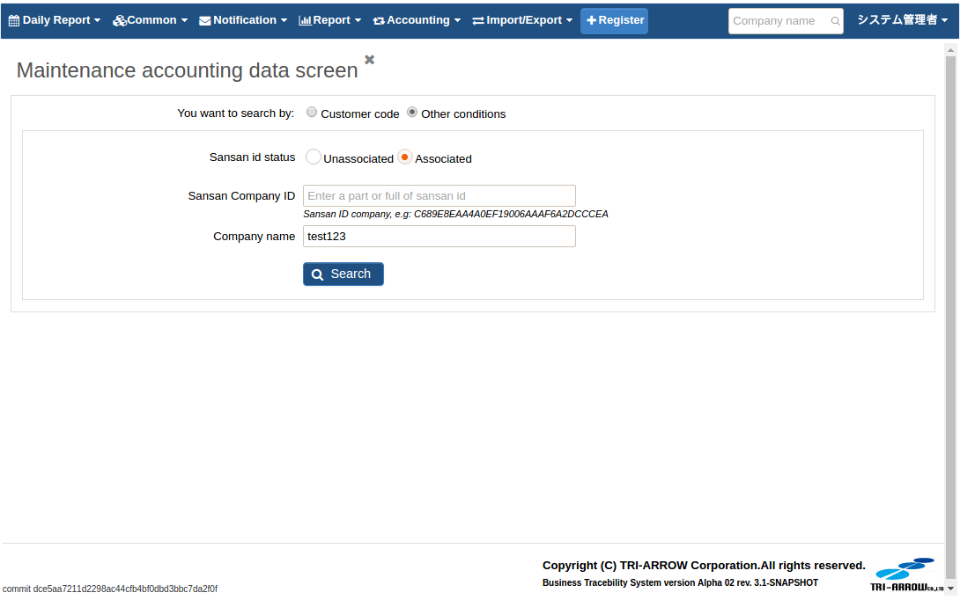 Daily Report Common Notification Report Accounting Import/Export Register Company name システム管理者
Maintenance accounting data screen
You want to search by: Customer code Other conditions
Sansan id status Unassociated Associated
Sansan Company ID Enter a part or full of sansan id
Sansan ID company, e.g: C689E8EAA4A0EF19006AAAF6A2DCCCEA
Company name test123
Search
Copyright (C) TRI-ARROW Corporation.All rights reserved.
Business Tracebility System version Alpha 02 rev. 3.1-SNAPSHOT
TRI-ARROW
commit dce5aa7211d2298ac44cfb4bf0dbd3bbc7da2f0f